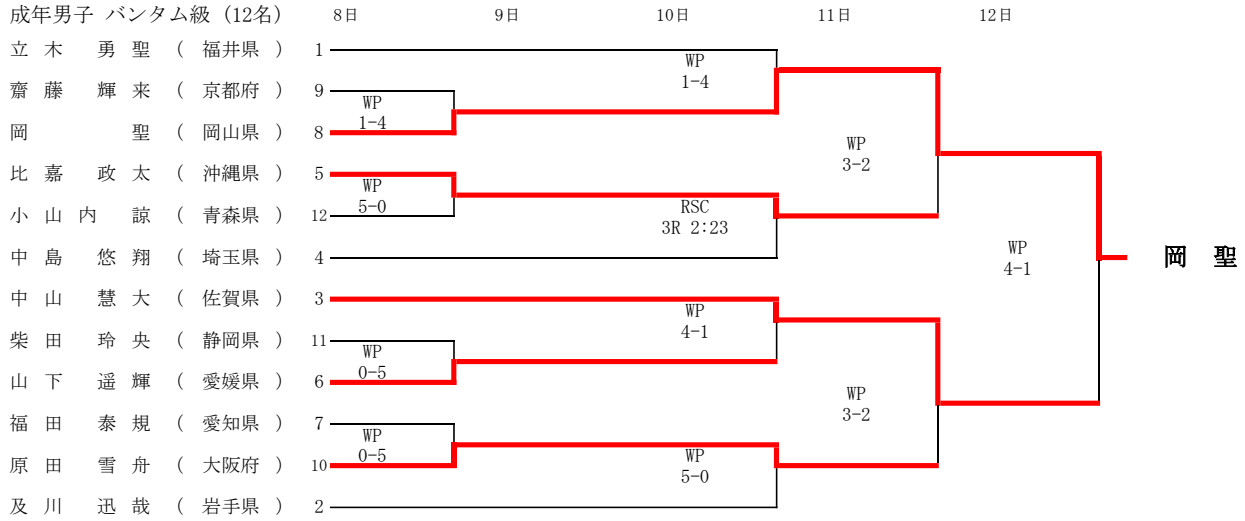 成年男子 バンタム級 (12名) 8日 9日 10日 11日 12日
立木 勇聖 ( 福井県 ) 1
WP
1-4
齋藤 輝来 ( 京都府 ) 9
WP
1-4
岡 聖 ( 岡山県 ) 8
WP
3-2
比嘉 政太 ( 沖縄県 ) 5
WP
5-0
小山内 諒 ( 青森県 ) 12
RSC
3R 2:23
中島 悠翔 ( 埼玉県 ) 4
WP
4-1
岡 聖
中山 慧大 ( 佐賀県 ) 3
WP
4-1
柴田 玲央 ( 静岡県 ) 11
WP
0-5
山下 遥輝 ( 愛媛県 ) 6
WP
3-2
福田 泰規 ( 愛知県 ) 7
WP
0-5
原田 雪舟 ( 大阪府 ) 10
WP
5-0
及川 迅哉 ( 岩手県 ) 2